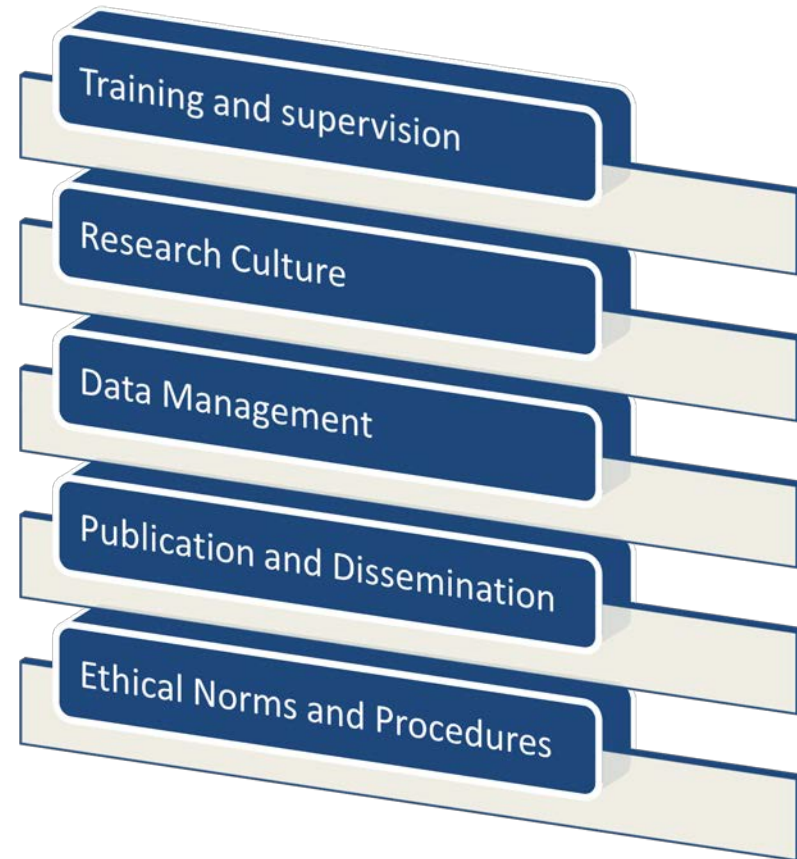 Training and supervision
Research Culture
Data Management
Publication and Dissemination
Ethical Norms and Procedures